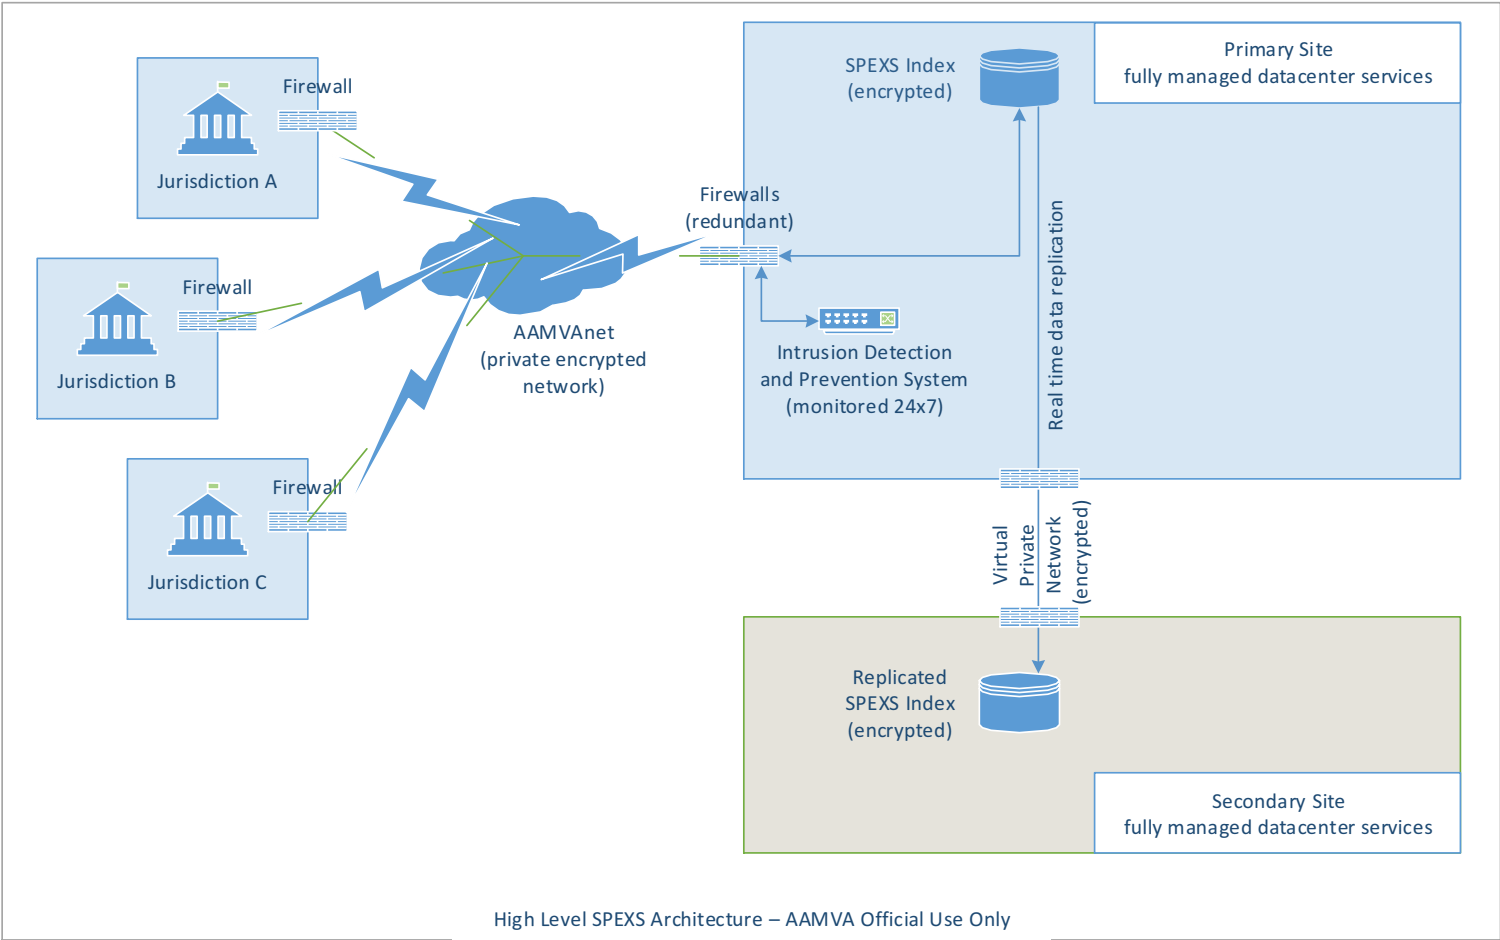 Firewall
Jurisdiction A
Firewall
Jurisdiction B
Firewall
Jurisdiction C
AAMVAnet
(private encrypted
network)
Firewalls
(redundant)
SPEXS Index
(encrypted)
Primary Site
fully managed datacenter services
Intrusion Detection
and Prevention System
(monitored 24x7)
Real time data replication
Virtual
Private
Network
(encrypted)
Replicated
SPEXS Index
(encrypted)
Secondary Site
fully managed datacenter services
High Level SPEXS Architecture – AAMVA Official Use Only